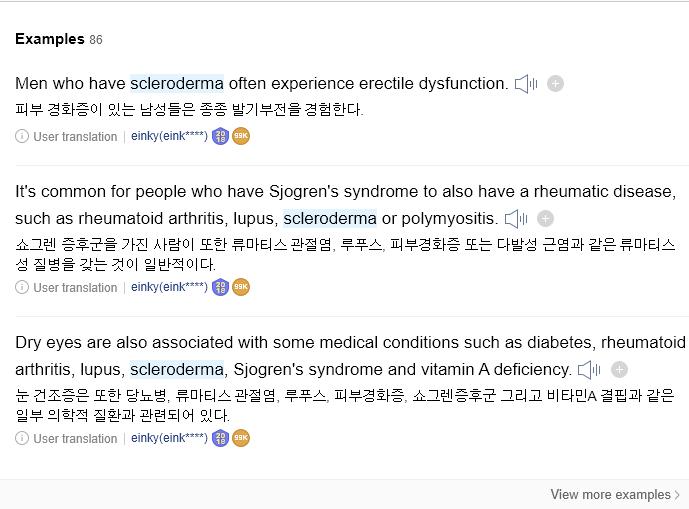 Examples 86
Men who have scleroderma often experience erectile dysfunction.
피부 경화증이 있는 남성들은 종종 발기부전을 경험한다.
User translation | einky(eink****) 2018 99K
It's common for people who have Sjogren's syndrome to also have a rheumatic disease,
such as rheumatoid arthritis, lupus, scleroderma or polymyositis.
쇼그렌 증후군을 가진 사람이 또한 류마티스 관절염, 루푸스, 피부경화증 또는 다발성 근염과 같은 류마티스
성 질병을 갖는 것이 일반적이다.
User translation | einky(eink****) 2018 99K
Dry eyes are also associated with some medical conditions such as diabetes, rheumatoid
arthritis, lupus, scleroderma, Sjogren's syndrome and vitamin A deficiency.
눈 건조증은 또한 당뇨병, 류마티스 관절염, 루푸스, 피부경화증, 쇼그렌증후군 그리고 비타민A 결핍과 같은
일부 의학적 질환과 관련되어 있다.
User translation | einky(eink****) 2018 99K
View more examples >